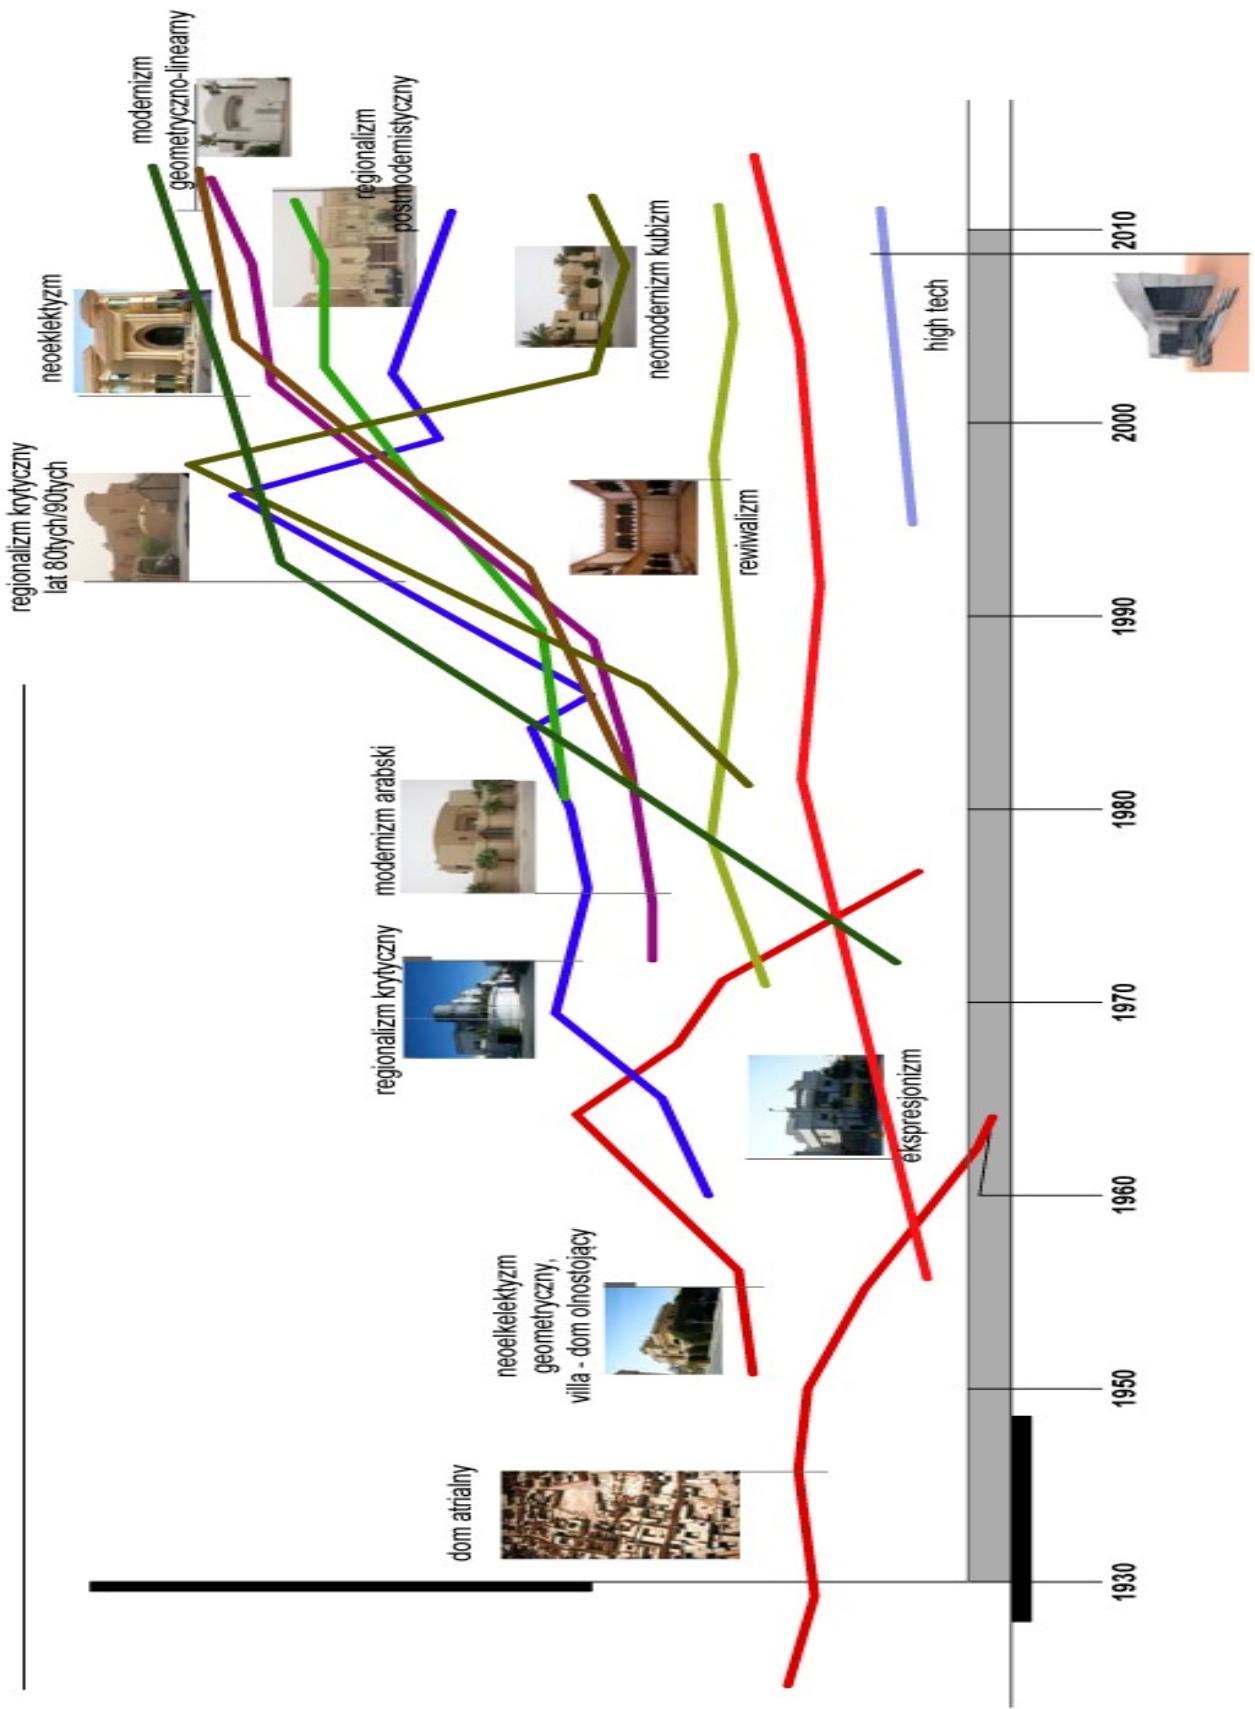 modernizm
geometryczno-linearny
regionalizm
postmodernistyczny
neoeklektyzm
neomodernizm kubizm
high tech
regionalizm krytyczny
lat 80tych/90tych
rewiwalizm
modernizm arabski
regionalizm krytyczny
ekspresjonizm
neoelkelektyzm
geometryczny,
villa - dom olnostojący
dom atrialny
1930
1950
1960
1970
1980
1990
2000
2010